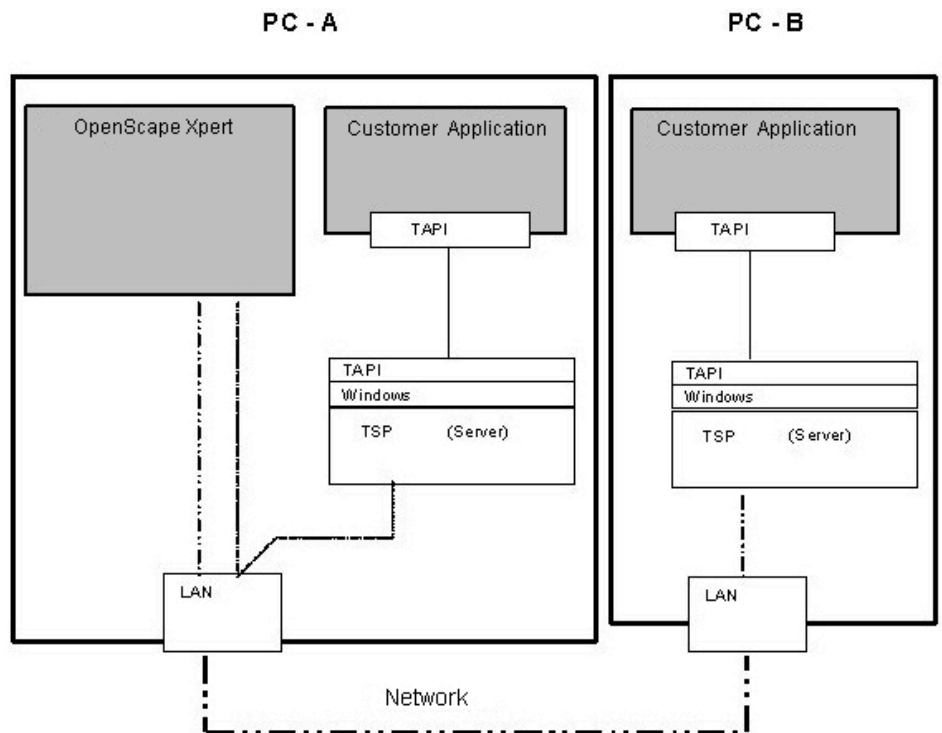 PC - A
PC - B
OpenScape Xpert
Customer Application
TAPI
TAPI
Windows
TSP (Server)
LAN
Customer Application
TAPI
TAPI
Windows
TSP (Server)
LAN
Network